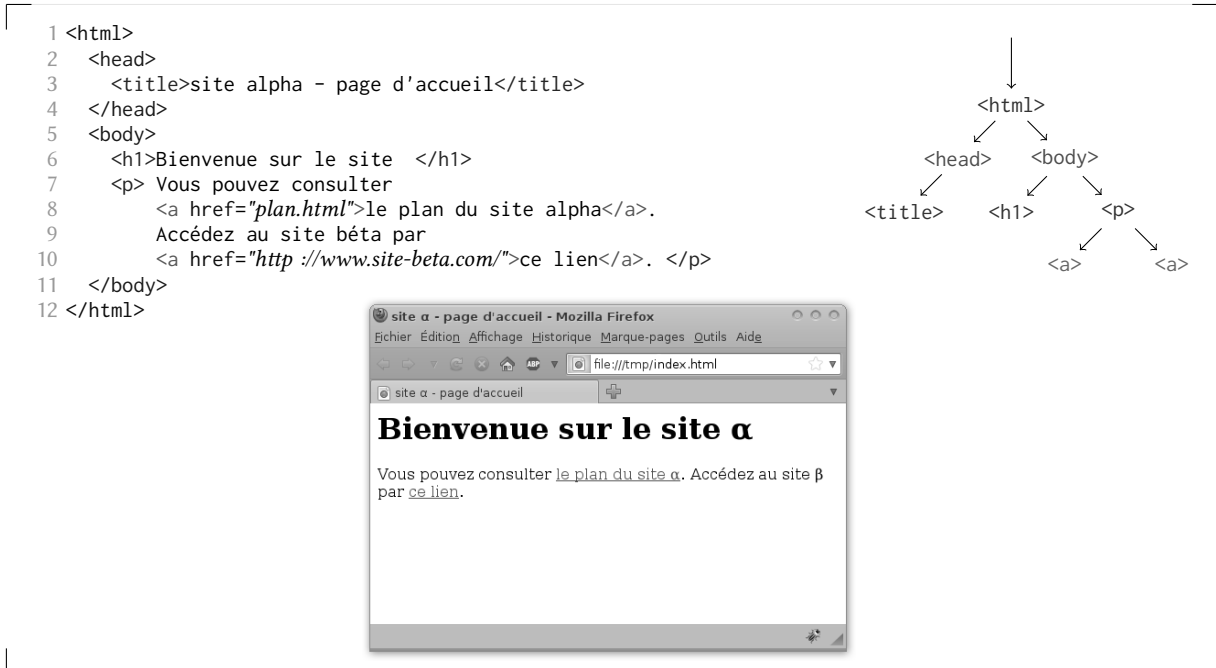 1 <html>
2 <head>
3 <title>site alpha – page d'accueil</title>
4 </head>
5 <body>
6 <h1>Bienvenue sur le site  </h1>
7 <p> Vous pouvez consulter
8 <a href="plan.html">le plan du site alpha</a>.
9 Accédez au site béta par
10 <a href="http ://www.site-beta.com/">ce lien</a>. </p>
11 </body>
12 </html>
<html>
<head> <body>
<title> <h1> <p>
<a> <a>
site α - page d'accueil - Mozilla Firefox
Fichier Édition Affichage Historique Marque-pages Outils Aide
ABP file:///tmp/index.html
site α - page d'accueil
Bienvenue sur le site α
Vous pouvez consulter le plan du site α. Accédez au site β
par ce lien.